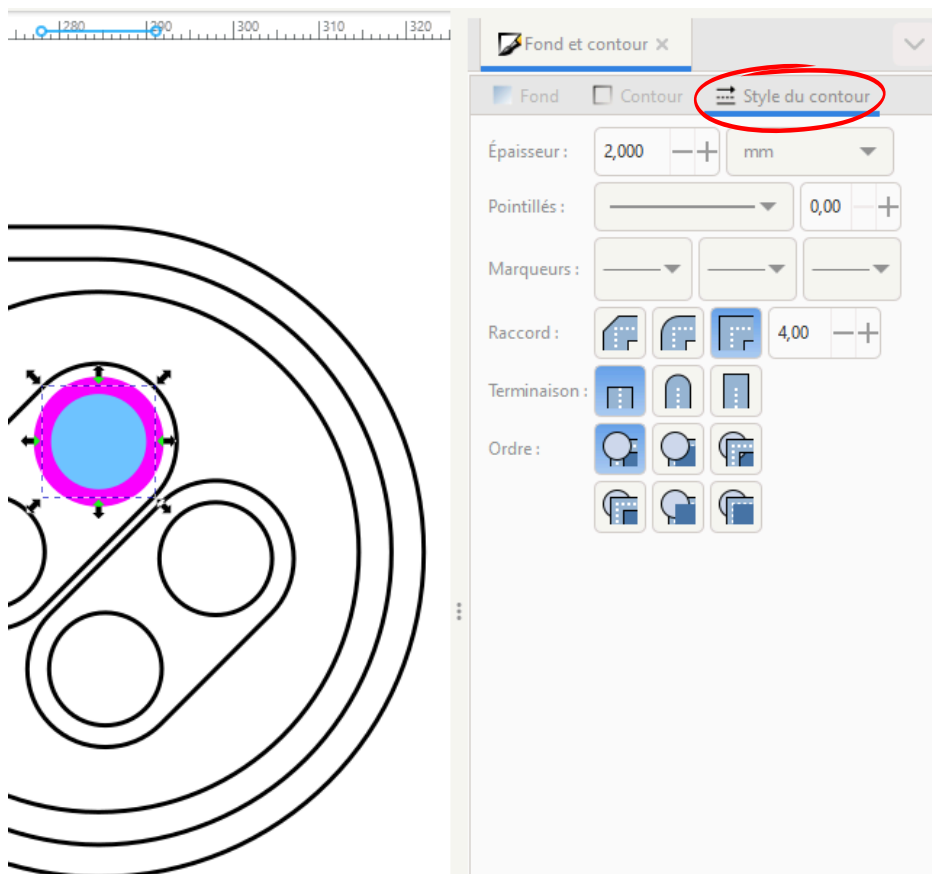 280 290 300 310 320
Fond et contour
Fond Contour Style du contour
Épaisseur : 2,000 mm
Pointillés : 0,00
Marqueurs :
Raccord : 4,00
Terminaison :
Ordre :